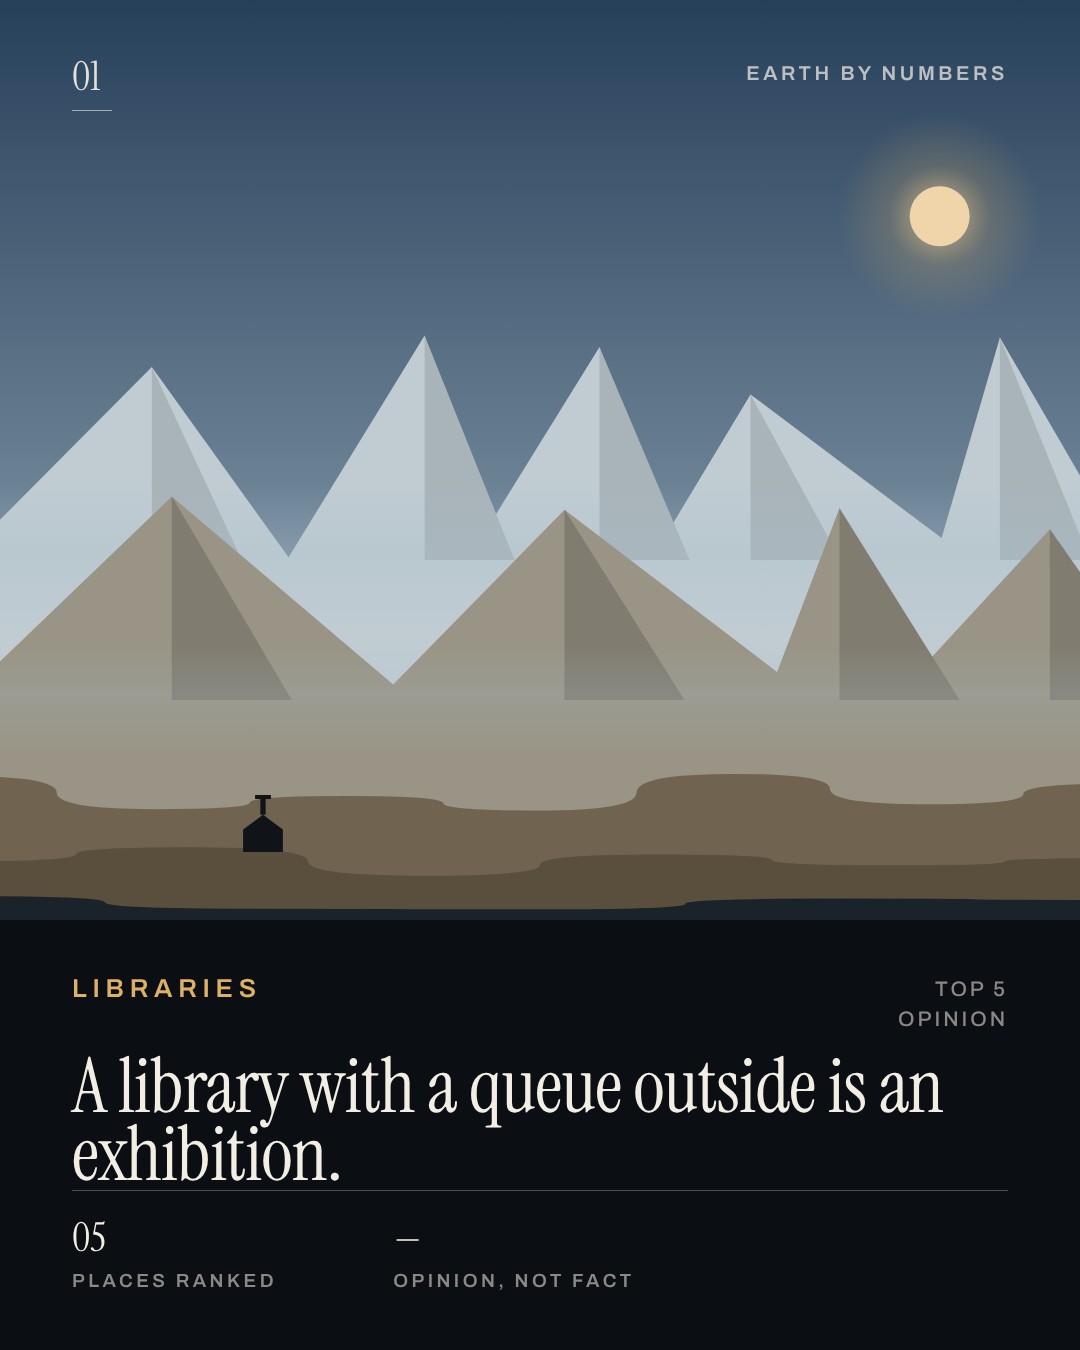 01
EARTH BY NUMBERS
LIBRARIES
TOP 5
OPINION
A library with a queue outside is an
exhibition.
05
—
PLACES RANKED
OPINION, NOT FACT